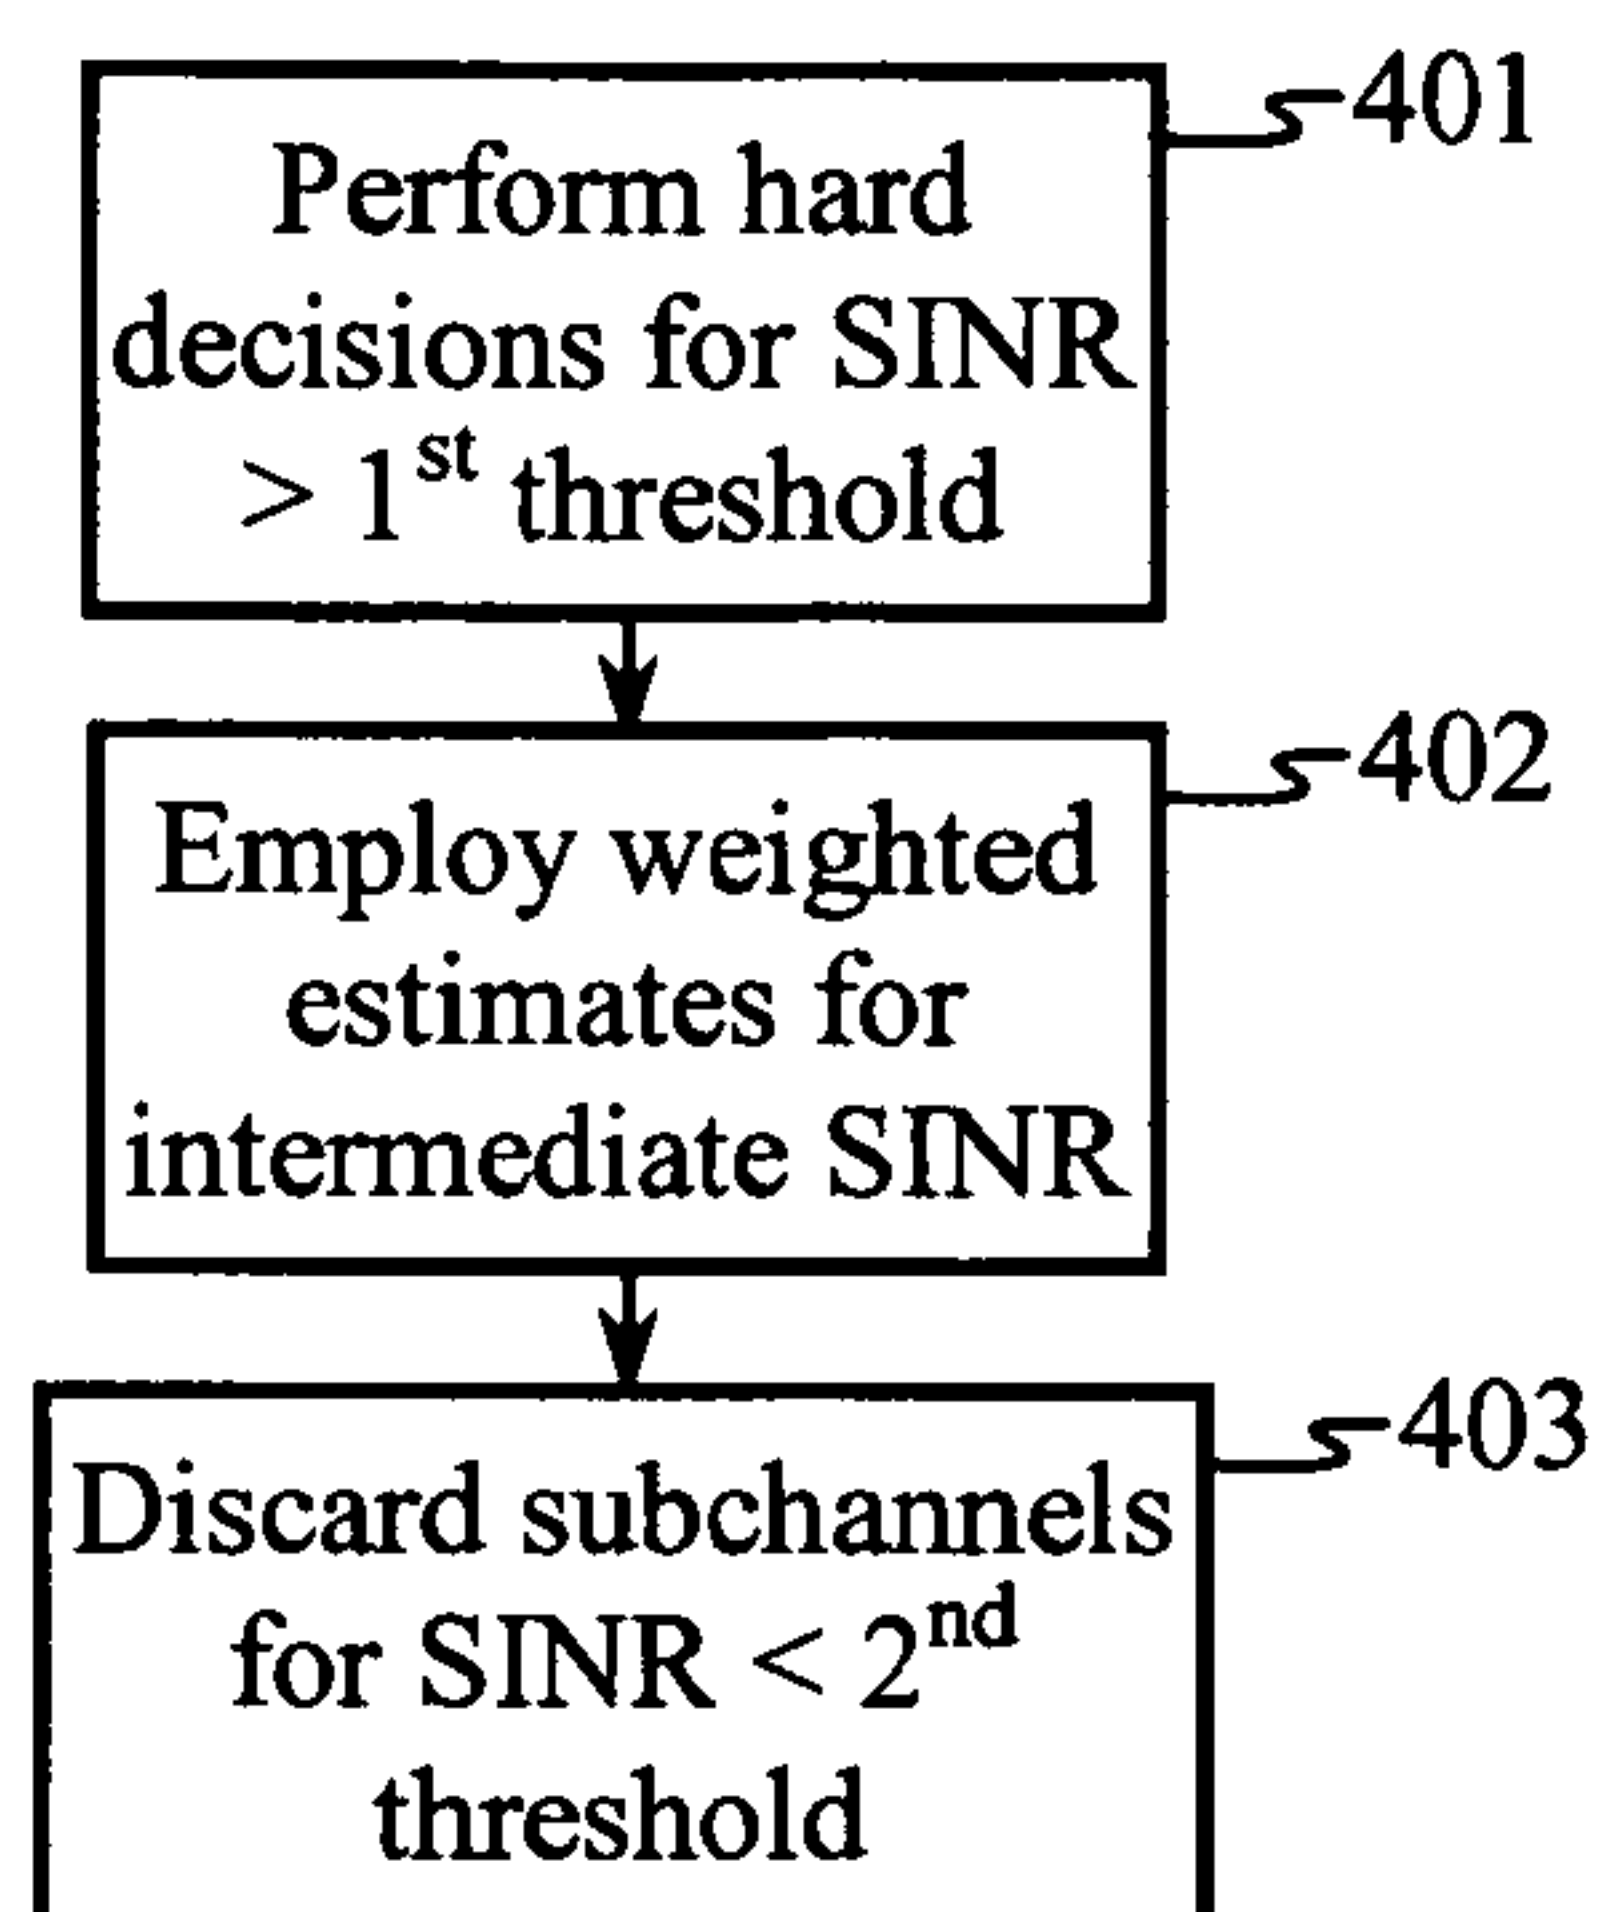 401
Perform hard
decisions for SINR
> 1st threshold
402
Employ weighted
estimates for
intermediate SINR
403
Discard subchannels
for SINR < 2nd
threshold